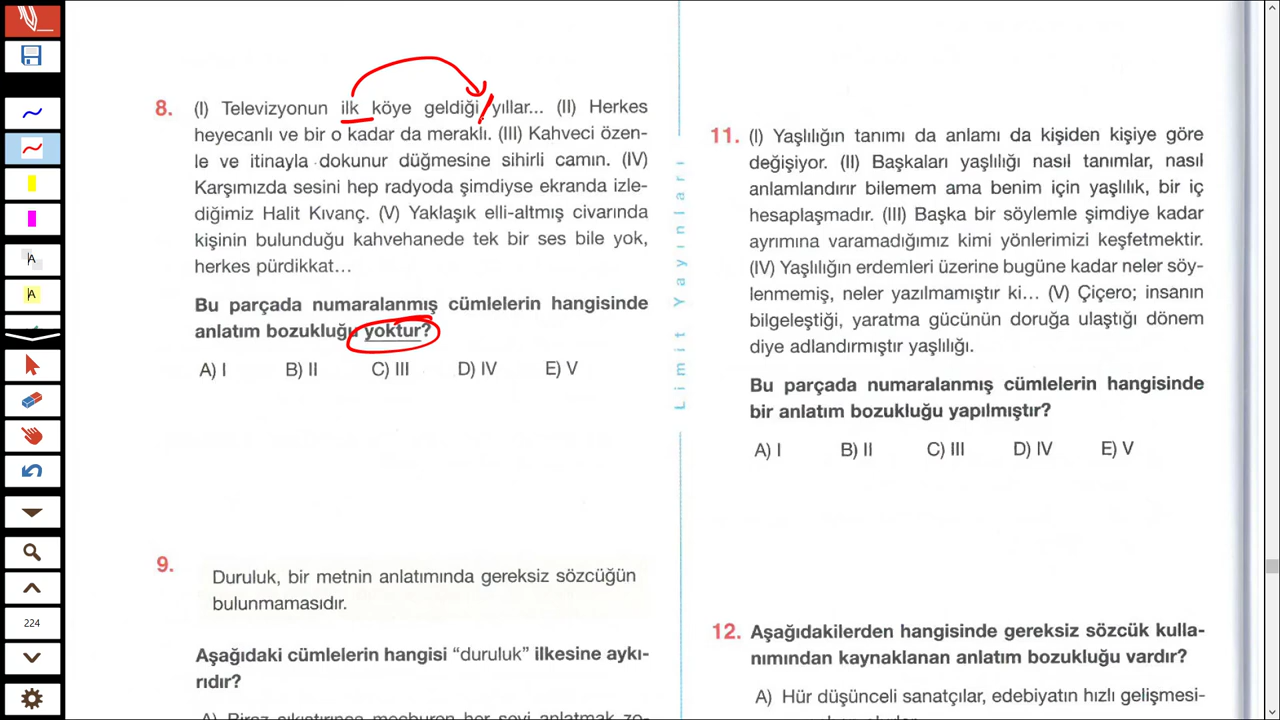 8. (I) Televizyonun ilk köye geldiği yıllar... (II) Herkes
heyecanlı ve bir o kadar da meraklı. (III) Kahveci özen-
le ve itinayla dokunur düğmesine sihirli camın. (IV)
Karşımızda sesini hep radyoda şimdiyse ekranda izle-
diğimiz Halit Kıvanç. (V) Yaklaşık elli-altmış civarında
kişinin bulunduğu kahvehanede tek bir ses bile yok,
herkes pürdikkat...
Bu parçada numaralanmış cümlelerin hangisinde
anlatım bozukluğu yoktur?
A) I B) II C) III D) IV E) V
9.
Duruluk, bir metnin anlatımında gereksiz sözcüğün
bulunmamasıdır.
Aşağıdaki cümlelerin hangisi “duruluk” ilkesine aykı-
rıdır?
Limit Yayınları
11. (I) Yaşlılığın tanımı da anlamı da kişiden kişiye göre
değişiyor. (II) Başkaları yaşlılığı nasıl tanımlar, nasıl
anlamlandırır bilemem ama benim için yaşlılık, bir iç
hesaplaşmadır. (III) Başka bir söylemle şimdiye kadar
ayrımına varamadığımız kimi yönlerimizi keşfetmektir.
(IV) Yaşlılığın erdemleri üzerine bugüne kadar neler söy-
lenmemiş, neler yazılmamıştır ki... (V) Çiçero; insanın
bilgeleştiği, yaratma gücünün doruğa ulaştığı dönem
diye adlandırmıştır yaşlılığı.
Bu parçada numaralanmış cümlelerin hangisinde
bir anlatım bozukluğu yapılmıştır?
A) I B) II C) III D) IV E) V
12. Aşağıdakilerden hangisinde gereksiz sözcük kulla-
nımından kaynaklanan anlatım bozukluğu vardır?
A) Hür düşünceli sanatçılar, edebiyatın hızlı gelişmesi-
A
A
224